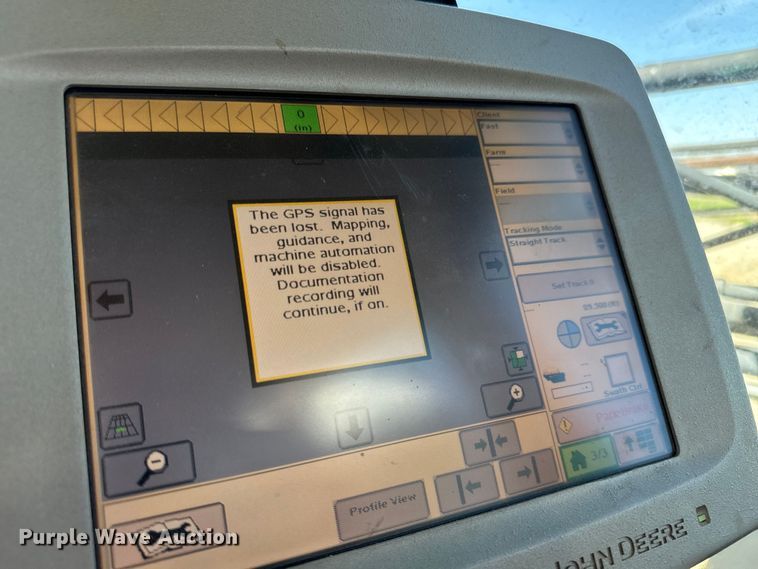 0
(in)
Client
Fast
Farm
---
Field
---
Tracking Mode
Straight Track
Set Track 0
The GPS signal has
been lost. Mapping,
guidance, and
machine automation
will be disabled.
Documentation
recording will
continue, if on.
Swath Ctrl
3/3
Profile View
JOHN DEERE
Purple Wave Auction